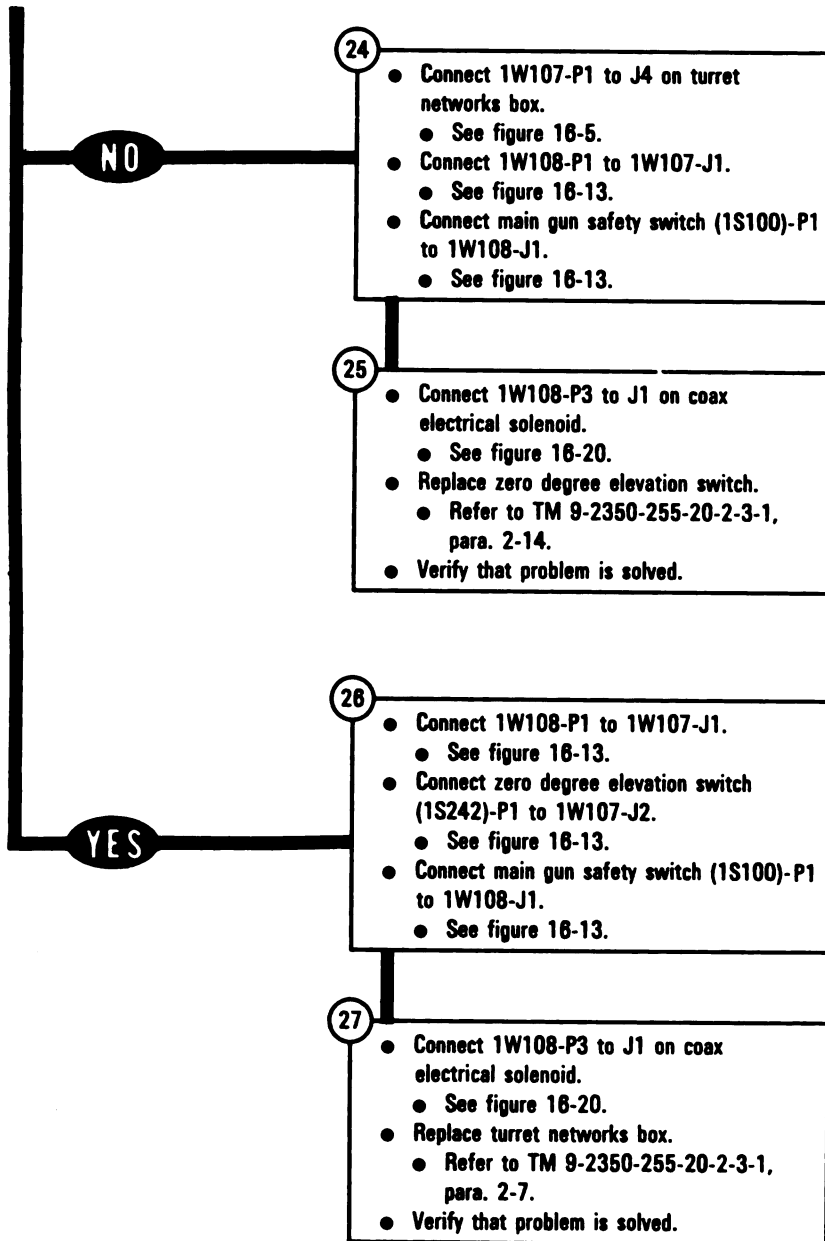 24
● Connect 1W107-P1 to J4 on turret
networks box.
● See figure 16-5.
NO
● Connect 1W108-P1 to 1W107-J1.
● See figure 16-13.
● Connect main gun safety switch (1S100)-P1
to 1W108-J1.
● See figure 16-13.
25
● Connect 1W108-P3 to J1 on coax
electrical solenoid.
● See figure 16-20.
● Replace zero degree elevation switch.
● Refer to TM 9-2350-255-20-2-3-1,
para. 2-14.
● Verify that problem is solved.
26
● Connect 1W108-P1 to 1W107-J1.
● See figure 16-13.
● Connect zero degree elevation switch
(1S242)-P1 to 1W107-J2.
YES
● See figure 16-13.
● Connect main gun safety switch (1S100)-P1
to 1W108-J1.
● See figure 16-13.
27
● Connect 1W108-P3 to J1 on coax
electrical solenoid.
● See figure 16-20.
● Replace turret networks box.
● Refer to TM 9-2350-255-20-2-3-1,
para. 2-7.
● Verify that problem is solved.